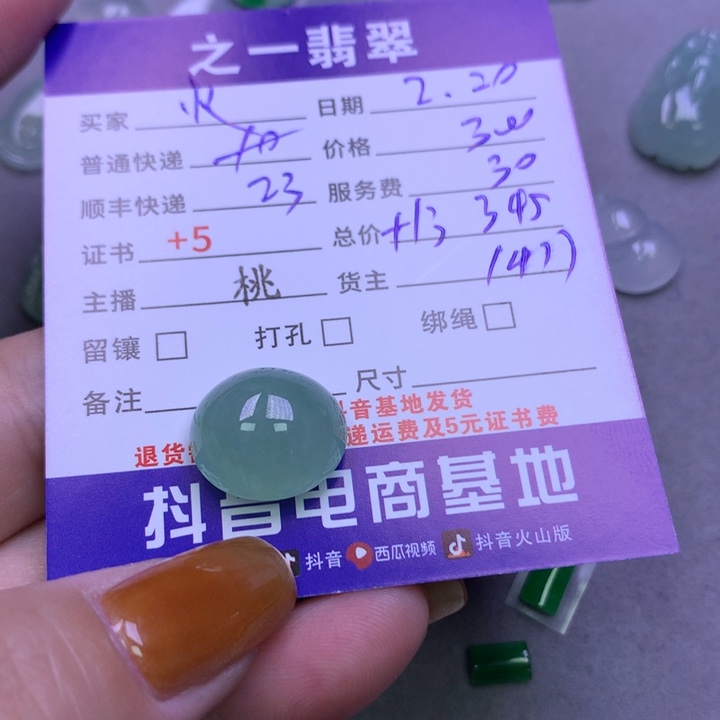 之一翡翠
买家 火 日期 2.20
普通快递 价格 300
顺丰快递 23 服务费 30
证书 +5 总价 +13 345
主播 桃 货主 (47)
留镶 □ 打孔 □ 绑绳 □
备注 尺寸
抖音基地发货
退货 递运费及5元证书费
抖音电商基地
抖音 西瓜视频 抖音火山版